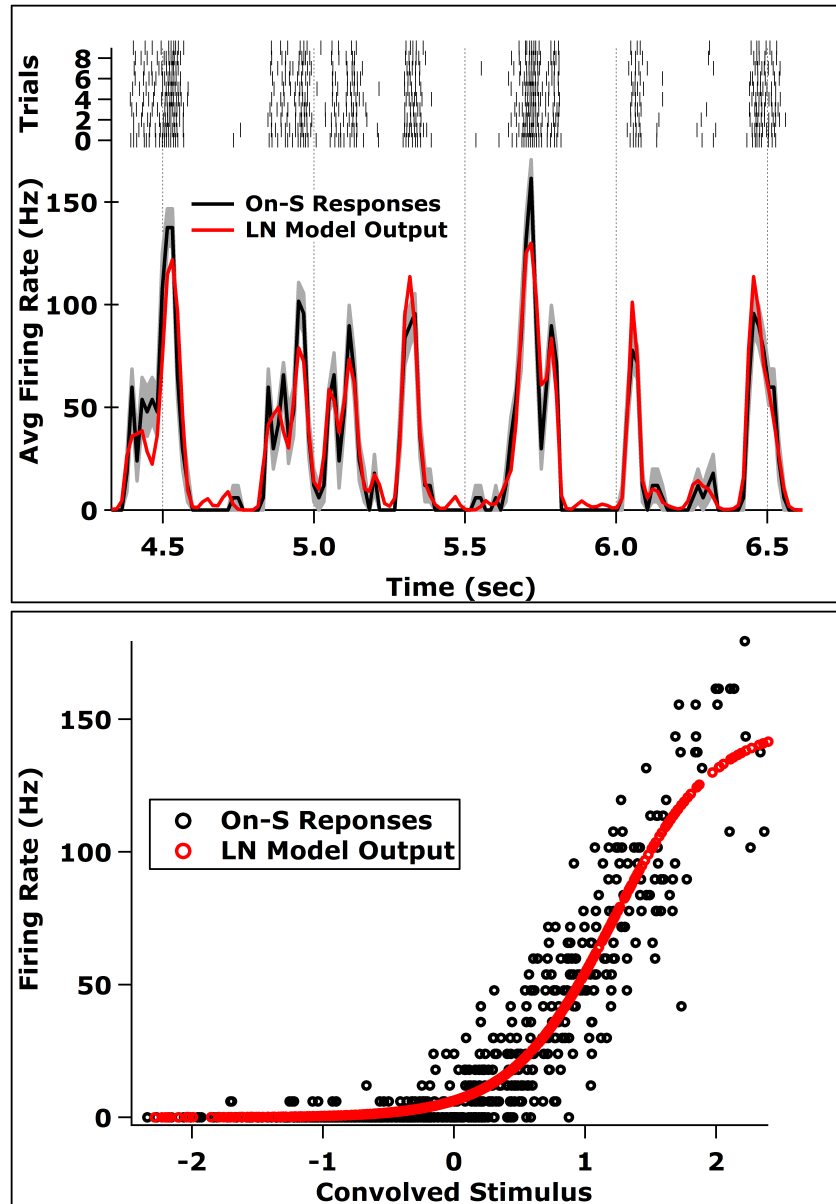 Trials
8
6
4
2
0
Avg Firing Rate (Hz)
150
100
50
0
On-S Responses
LN Model Output
4.5 5.0 5.5 6.0 6.5
Time (sec)
Firing Rate (Hz)
150
100
50
0
On-S Reponses
LN Model Output
-2 -1 0 1 2
Convolved Stimulus